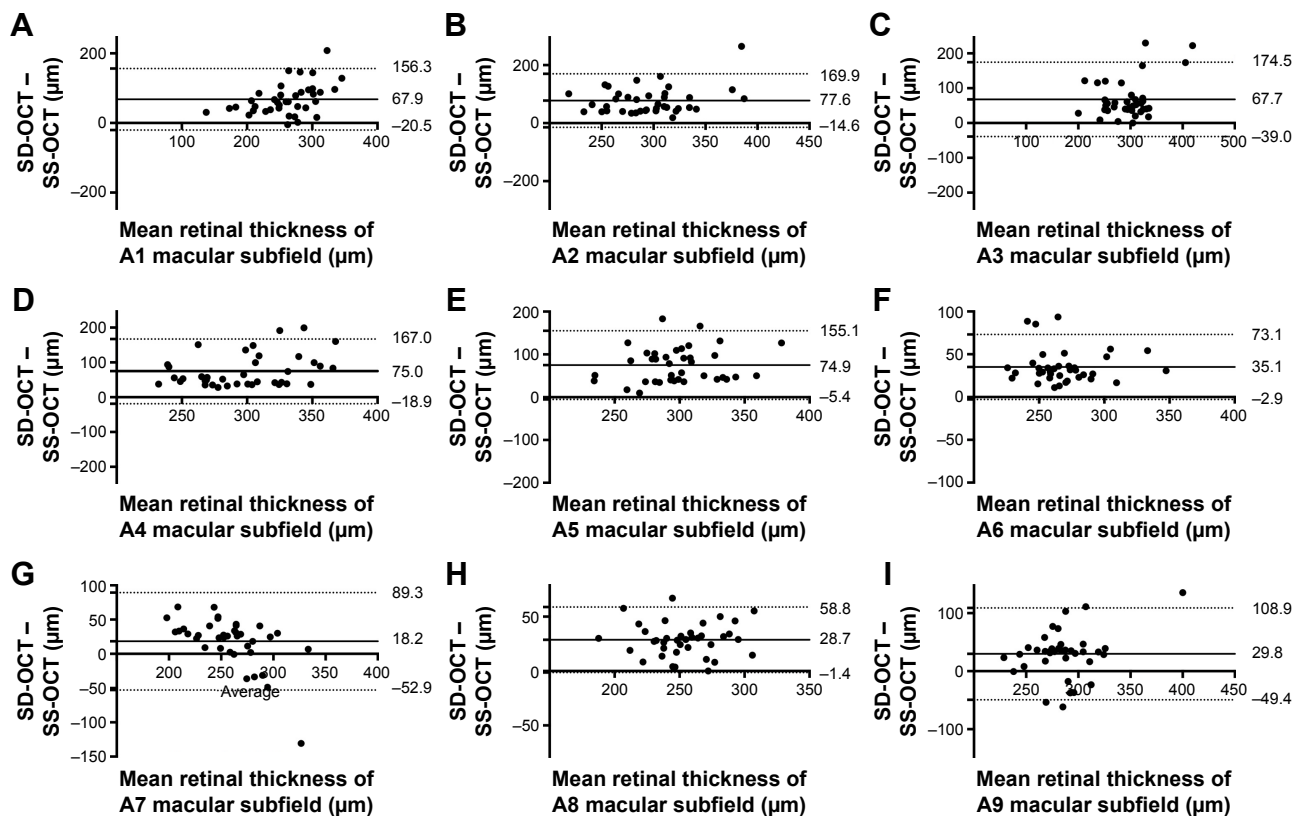 A
SD-OCT –
SS-OCT (µm)
200
0
–200
100
200
300
400
156.3
67.9
–20.5
Mean retinal thickness of
A1 macular subfield (µm)
B
SD-OCT –
SS-OCT (µm)
200
0
–200
250
300
350
400
450
169.9
77.6
–14.6
Mean retinal thickness of
A2 macular subfield (µm)
C
SD-OCT –
SS-OCT (µm)
200
100
0
–100
–200
100
200
300
400
500
174.5
67.7
–39.0
Mean retinal thickness of
A3 macular subfield (µm)
D
SD-OCT –
SS-OCT (µm)
200
100
0
–100
–200
250
300
350
400
167.0
75.0
–18.9
Mean retinal thickness of
A4 macular subfield (µm)
E
SD-OCT –
SS-OCT (µm)
200
100
0
–100
200
250
300
350
400
155.1
74.9
–5.4
Mean retinal thickness of
A5 macular subfield (µm)
F
SD-OCT –
SS-OCT (µm)
100
50
0
–50
–100
250
300
350
400
73.1
35.1
–2.9
Mean retinal thickness of
A6 macular subfield (µm)
G
SD-OCT –
SS-OCT (µm)
100
50
0
–50
–100
–150
200
250
300
350
400
Average
89.3
18.2
–52.9
Mean retinal thickness of
A7 macular subfield (µm)
H
SD-OCT –
SS-OCT (µm)
50
0
–50
200
250
300
350
58.8
28.7
–1.4
Mean retinal thickness of
A8 macular subfield (µm)
I
SD-OCT –
SS-OCT (µm)
100
0
–100
250
300
350
400
450
108.9
29.8
–49.4
Mean retinal thickness of
A9 macular subfield (µm)